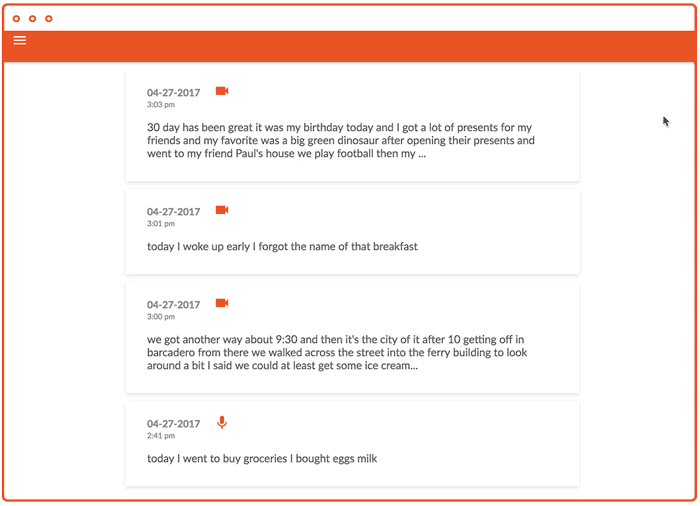 04-27-2017
3:03 pm
30 day has been great it was my birthday today and I got a lot of presents for my
friends and my favorite was a big green dinosaur after opening their presents and
went to my friend Paul's house we play football then my ...
04-27-2017
3:01 pm
today I woke up early I forgot the name of that breakfast
04-27-2017
3:00 pm
we got another way about 9:30 and then it's the city of it after 10 getting off in
barcadero from there we walked across the street into the ferry building to look
around a bit I said we could at least get some ice cream...
04-27-2017
2:41 pm
today I went to buy groceries I bought eggs milk